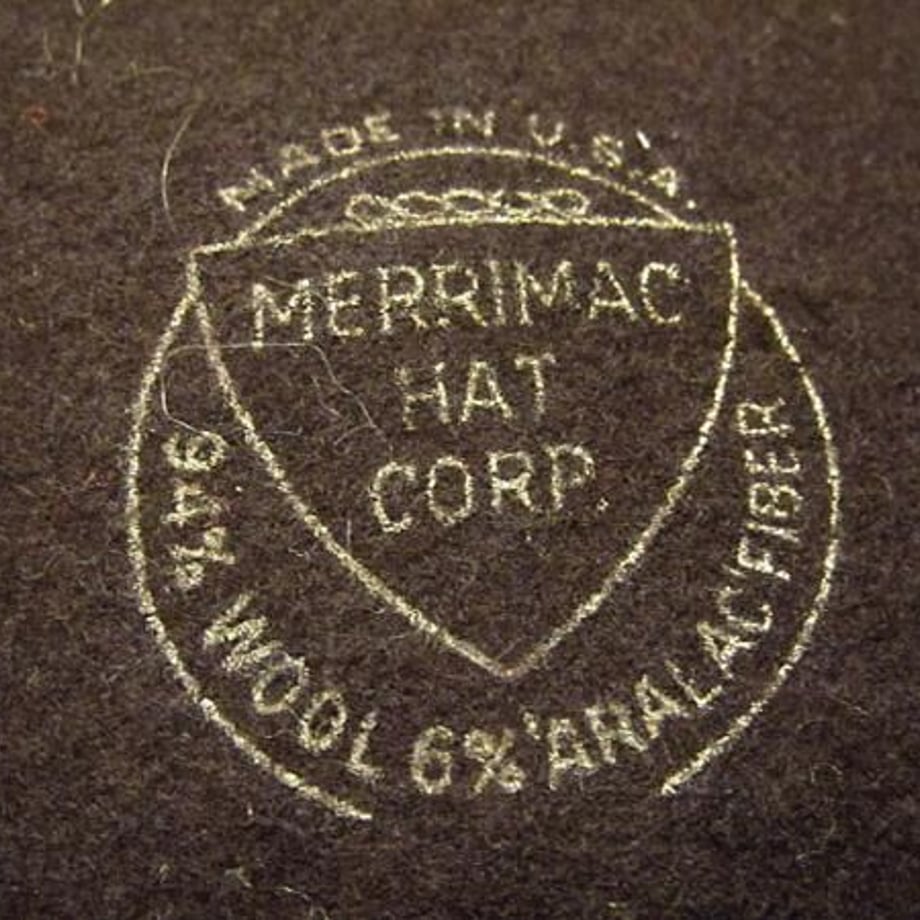 MADE IN U.S.A.
MERRIMAC
HAT
CORP.
94% WOOL 6% 'ARALAC' FIBER